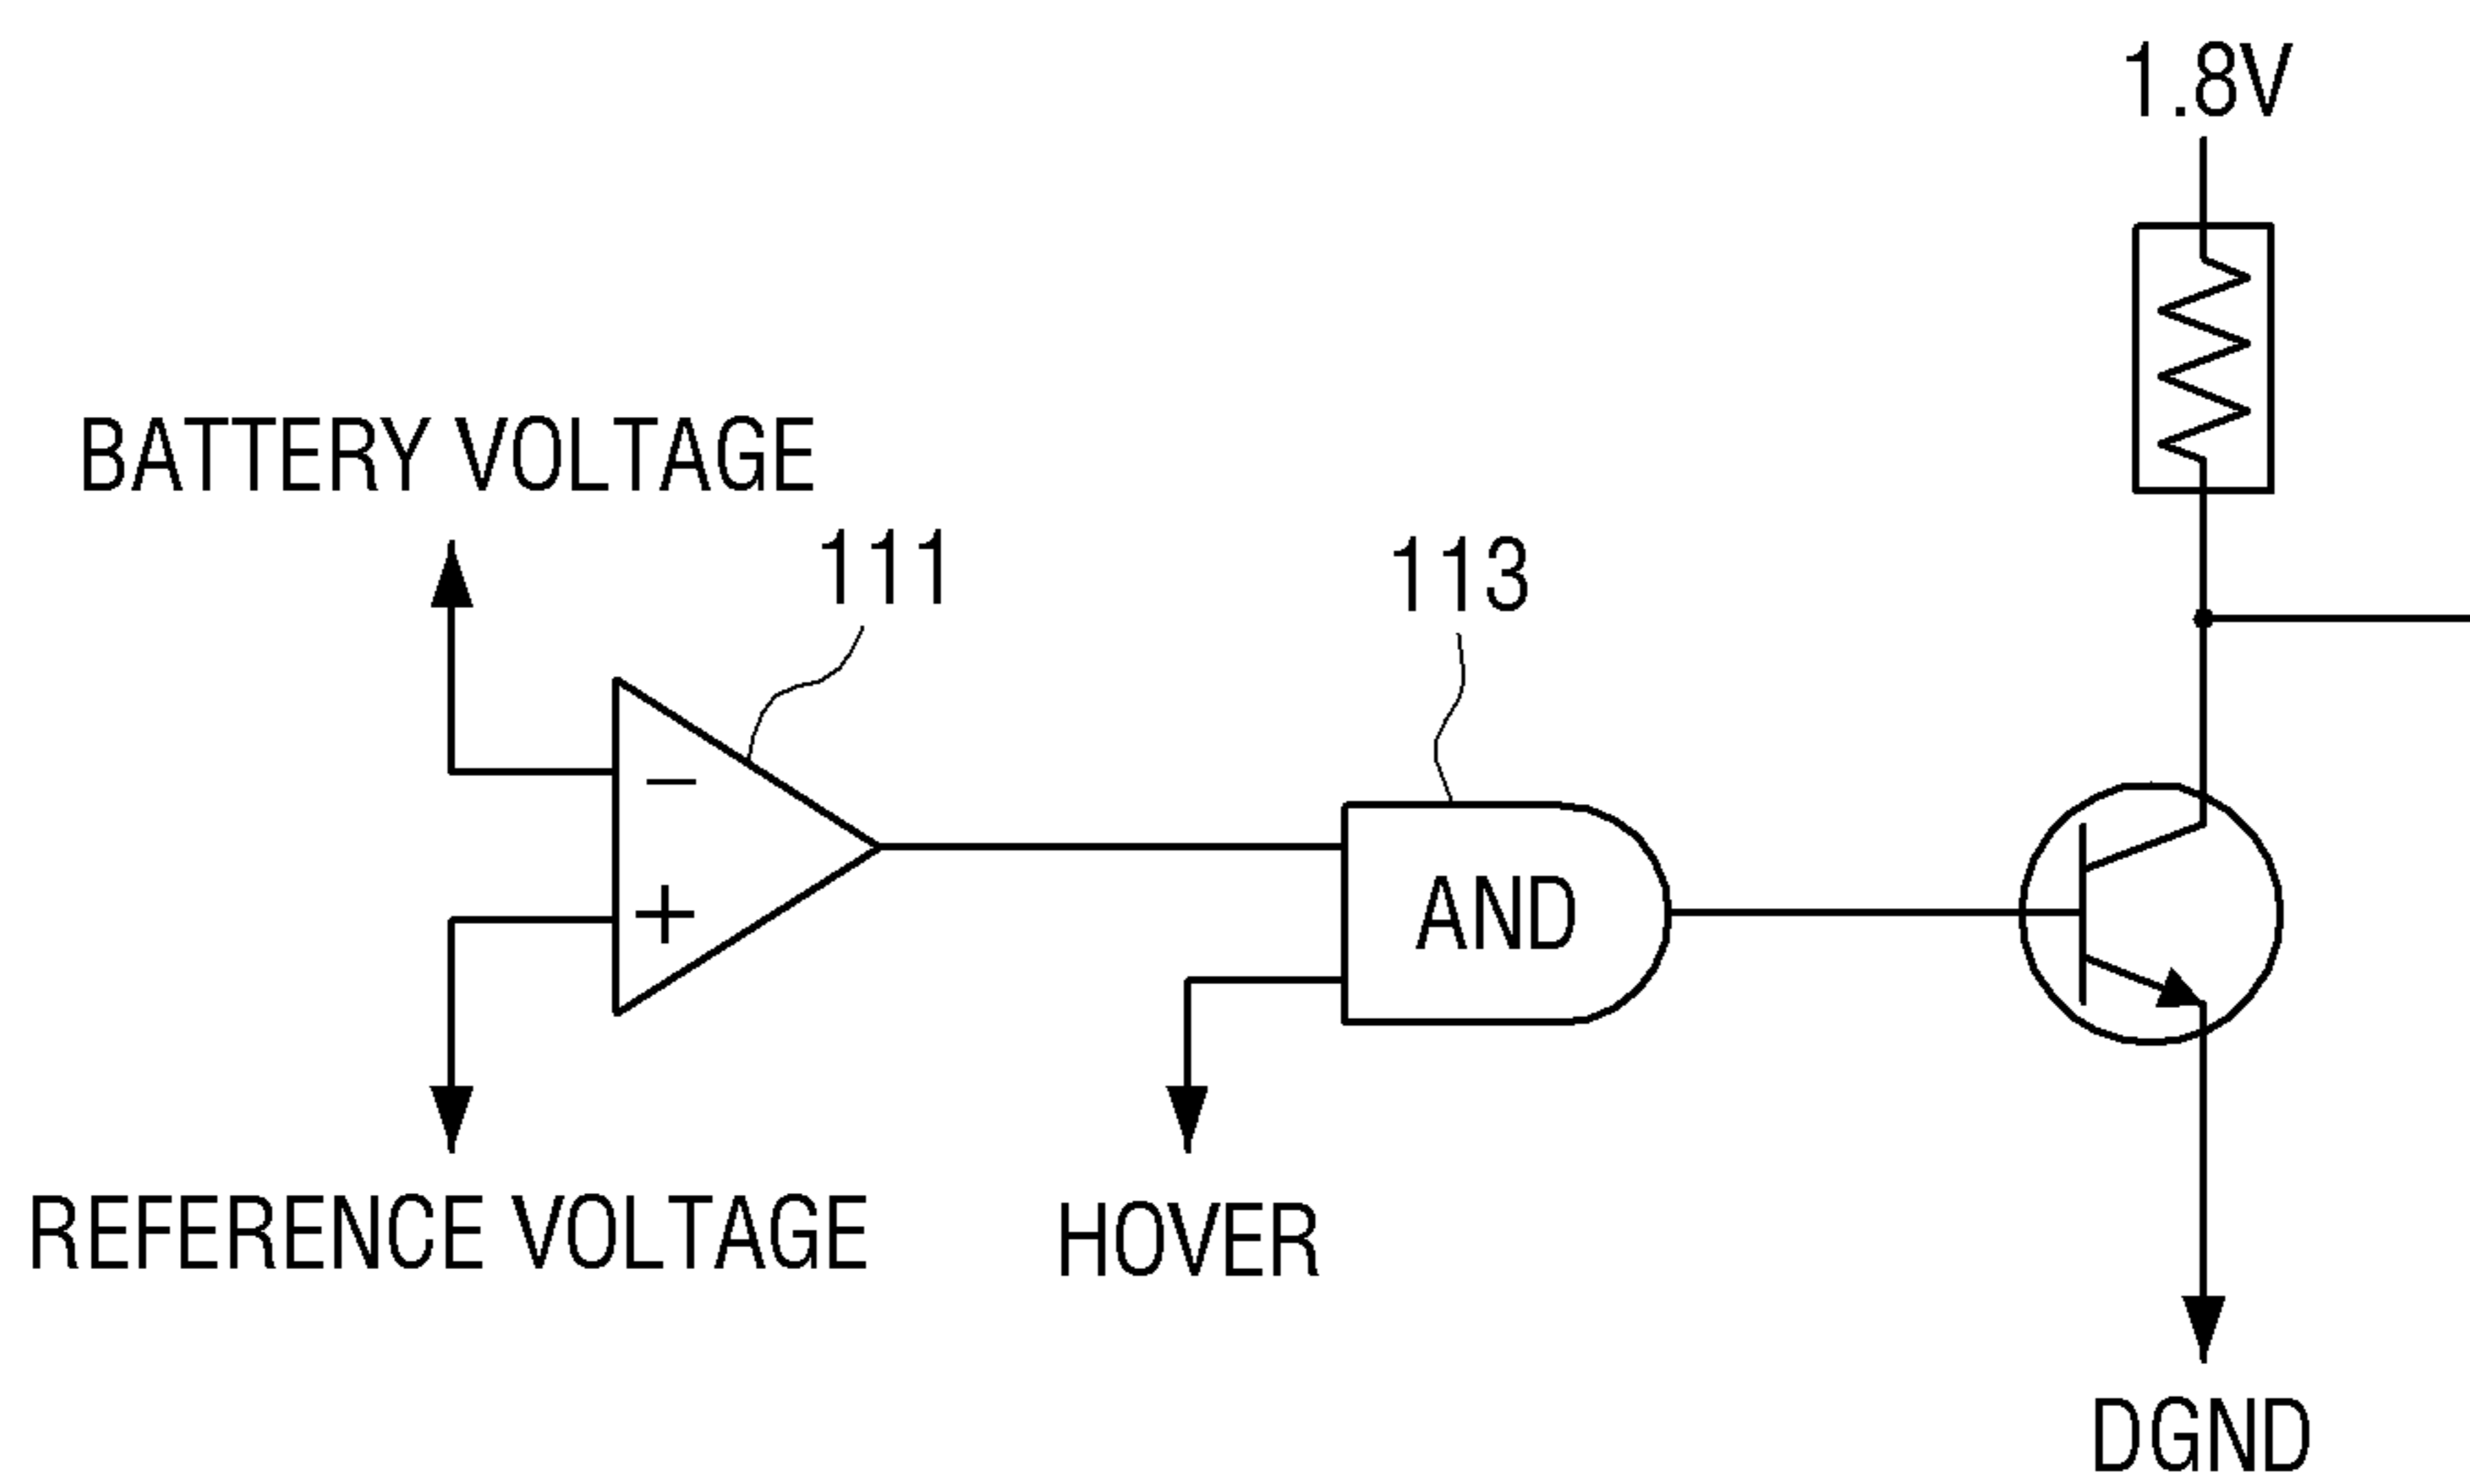 1.8V
BATTERY VOLTAGE
111
113
−
+
AND
REFERENCE VOLTAGE
HOVER
DGND